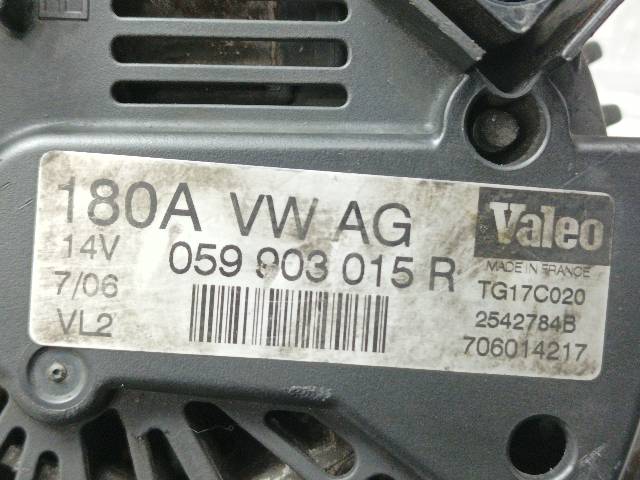 180A VW AG
Valeo
14V
059 903 015 R
MADE IN FRANCE
7/06
TG17C020
VL2
2542784B
706014217